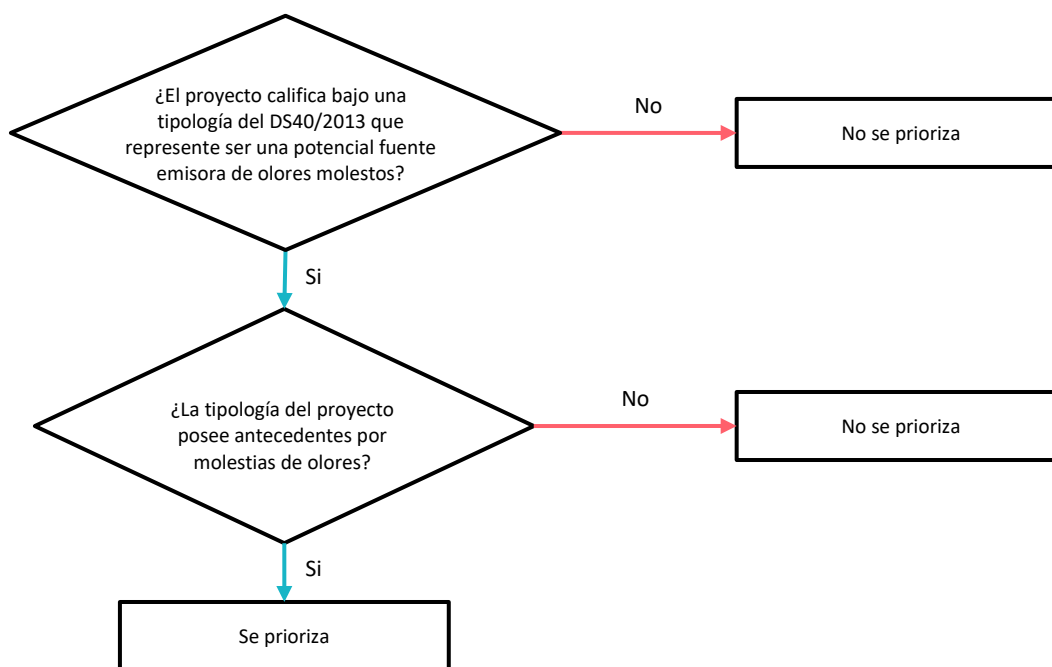 ¿El proyecto califica bajo una
tipología del DS40/2013 que
represente ser una potencial fuente
emisora de olores molestos?
No
No se prioriza
Si
¿La tipología del proyecto
posee antecedentes por
molestias de olores?
No
No se prioriza
Si
Se prioriza